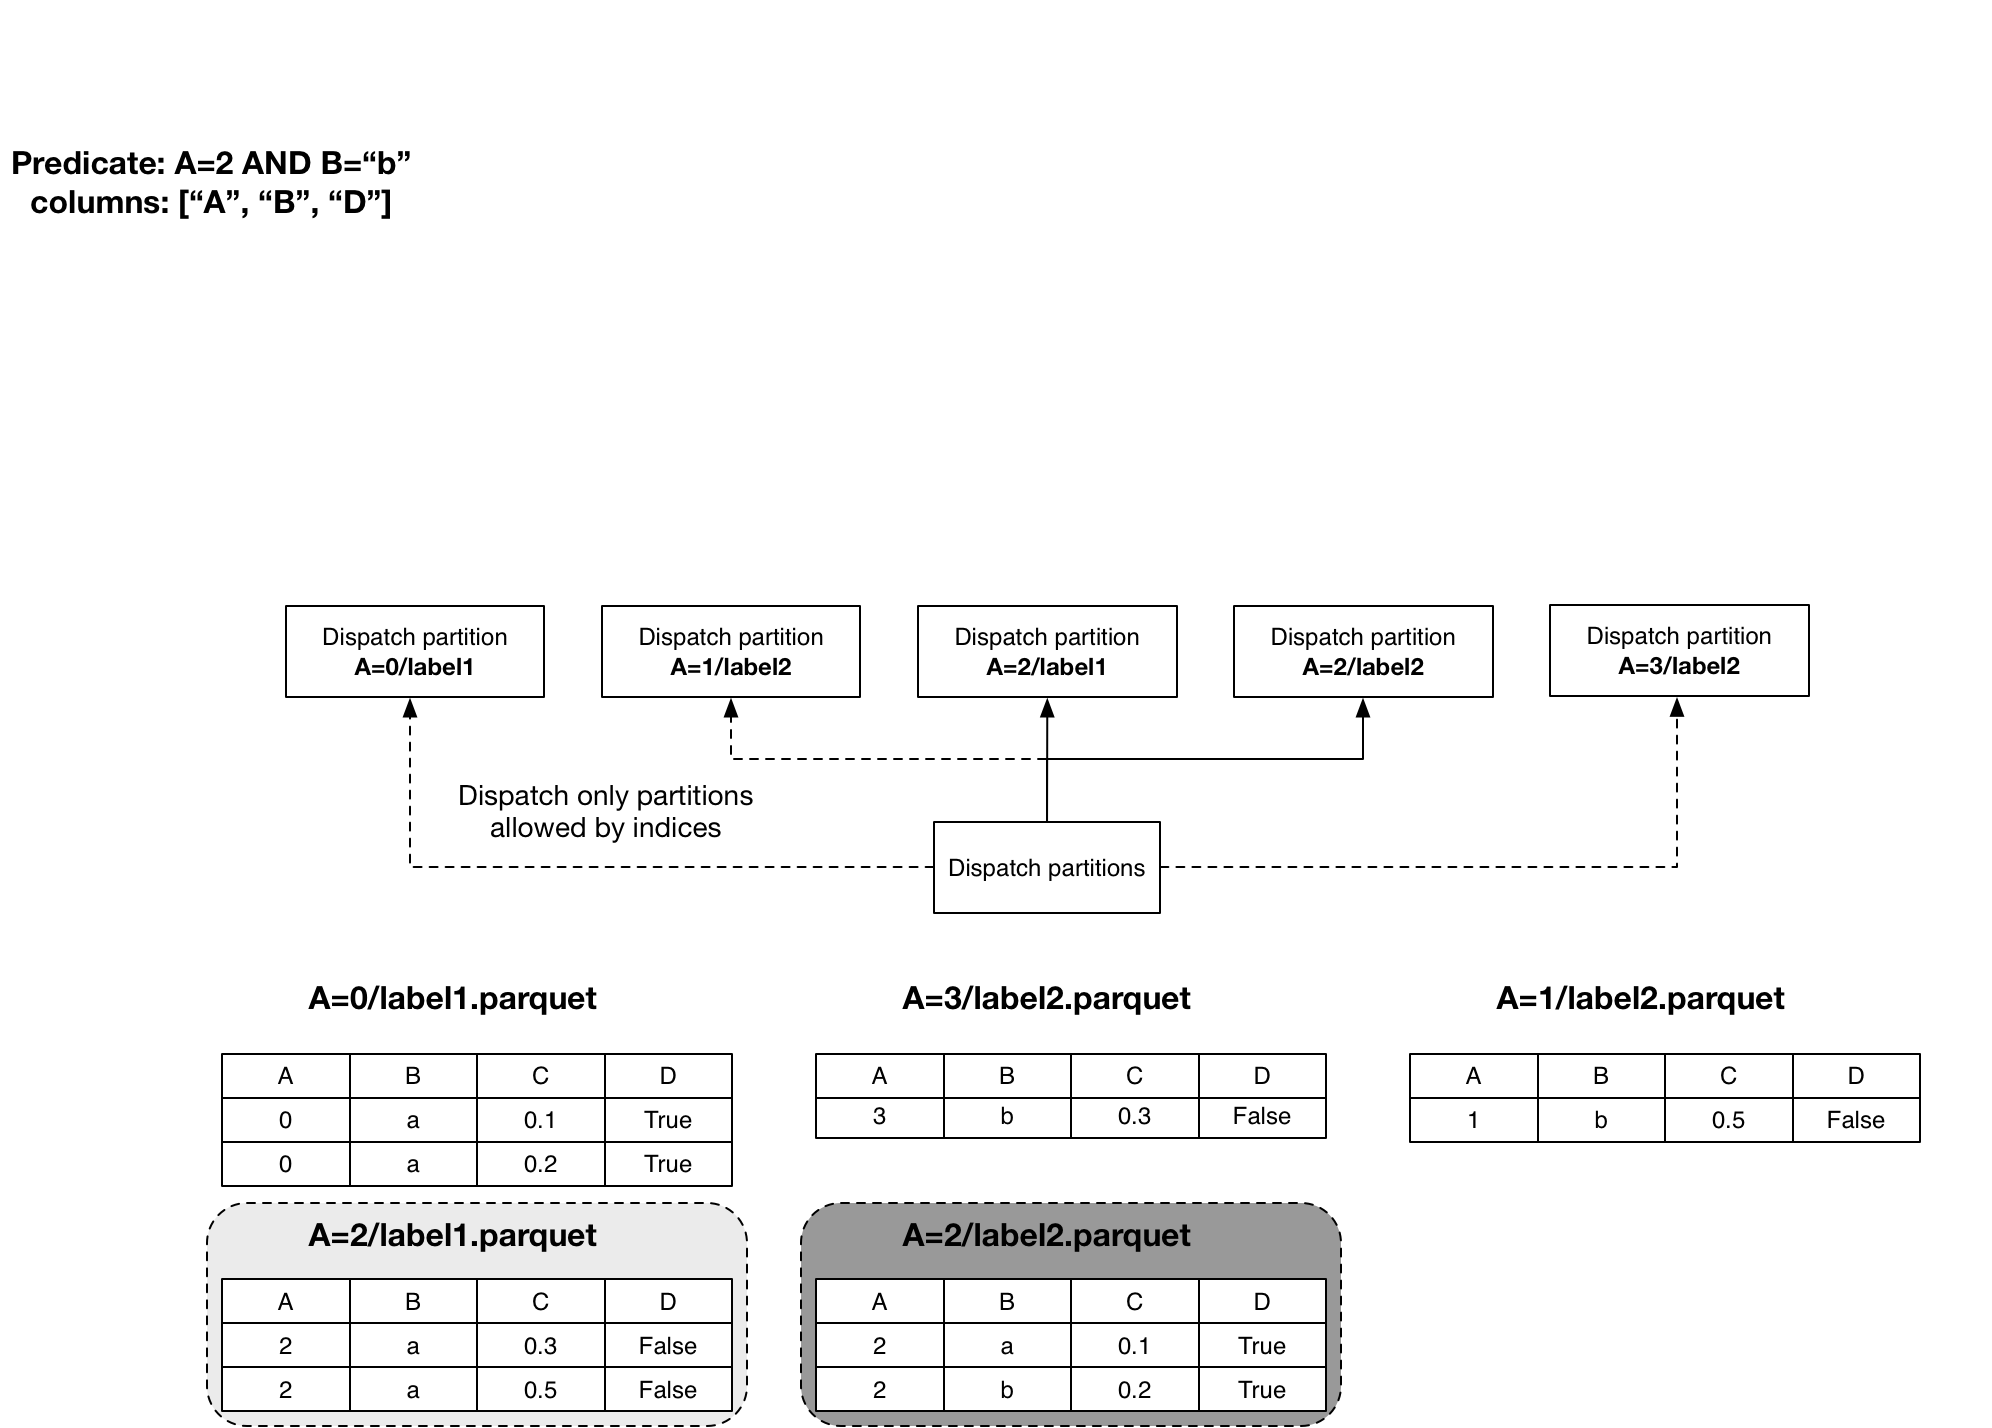 Predicate: A=2 AND B=“b”
columns: [“A”, “B”, “D”]
Dispatch partition
A=0/label1
Dispatch partition
A=1/label2
Dispatch partition
A=2/label1
Dispatch partition
A=2/label2
Dispatch partition
A=3/label2
Dispatch only partitions
allowed by indices
Dispatch partitions
A=0/label1.parquet
A B C D
0 a 0.1 True
0 a 0.2 True
A=3/label2.parquet
A B C D
3 b 0.3 False
A=1/label2.parquet
A B C D
1 b 0.5 False
A=2/label1.parquet
A B C D
2 a 0.3 False
2 a 0.5 False
A=2/label2.parquet
A B C D
2 a 0.1 True
2 b 0.2 True